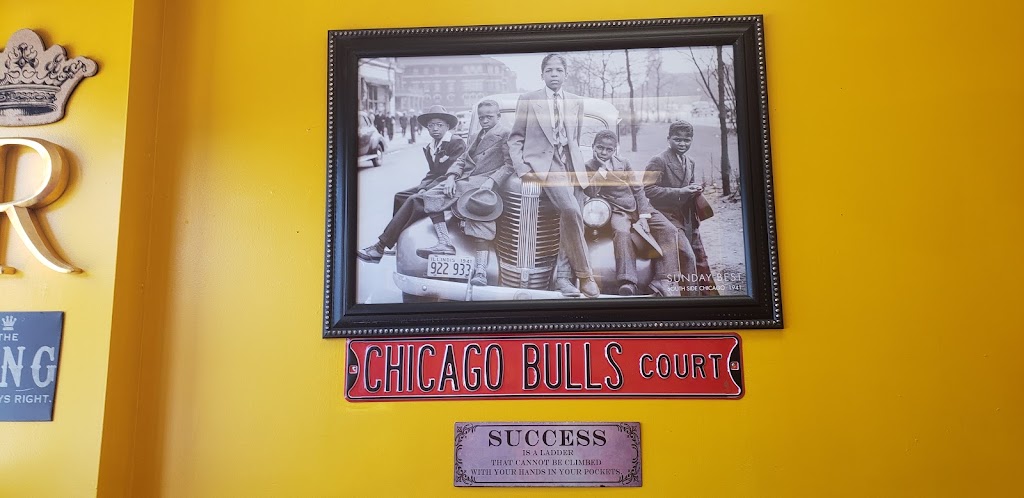 R
THE
NG
YS RIGHT.
ILLINOIS 1941
922 933
SUNDAY BEST
SOUTH SIDE CHICAGO 1941
CHICAGO BULLS COURT
SUCCESS
IS A LADDER
THAT CANNOT BE CLIMBED
WITH YOUR HANDS IN YOUR POCKETS.